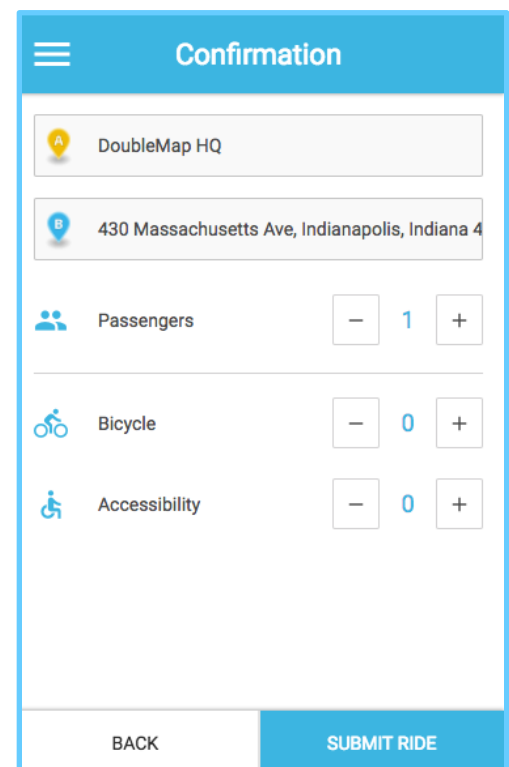 Confirmation
A
DoubleMap HQ
B
430 Massachusetts Ave, Indianapolis, Indiana 4
Passengers − 1 +
Bicycle − 0 +
Accessibility − 0 +
BACK SUBMIT RIDE